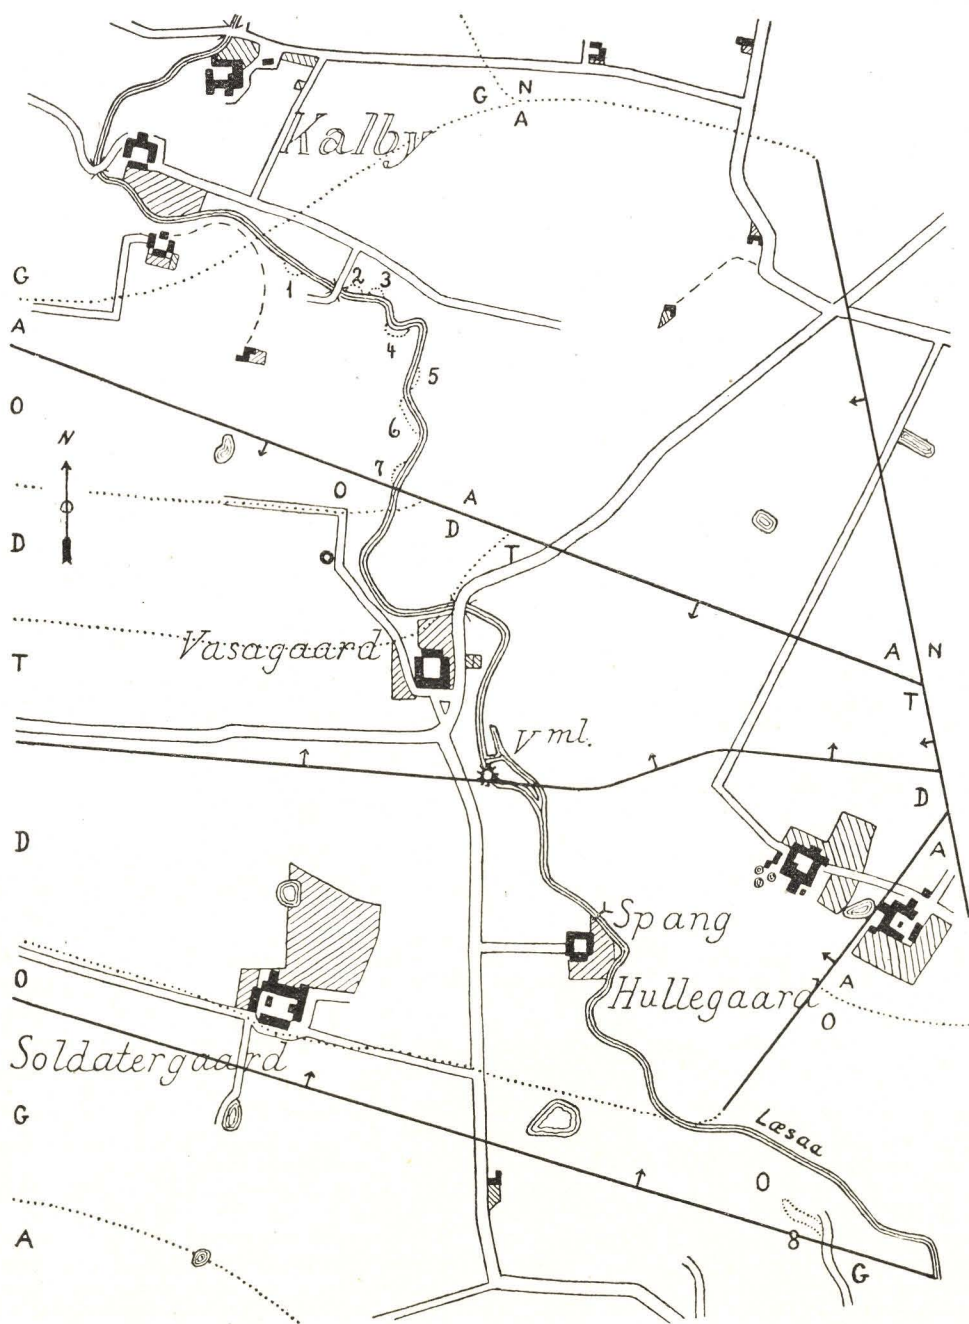 N
G
A
Kalby
G
1
2
3
A
4
5
O
6
N
7
O
A
D
D
T
Vasagaard
T
A
N
T
V ml.
D
D
A
Spang
O
A
Hullegaard
O
Soldatergaard
G
Læsaa
O
8
A
G